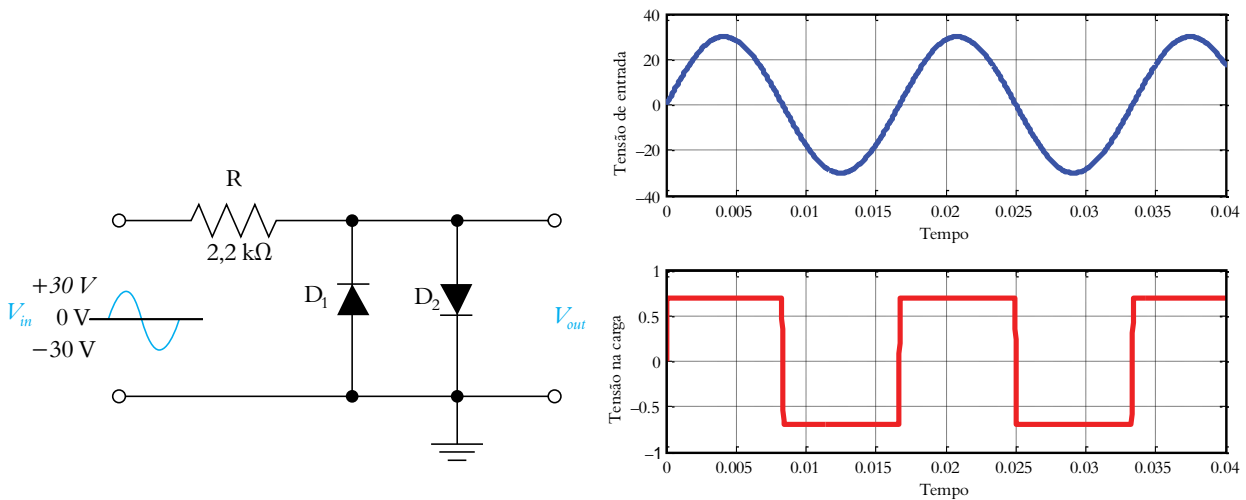 R
2,2 kΩ
+30 V
V_in
0 V
−30 V
D₁
D₂
V_out
Tensão de entrada
40
20
0
−20
−40
0 0.005 0.01 0.015 0.02 0.025 0.03 0.035 0.04
Tempo
Tensão na carga
1
0.5
0
−0.5
−1
0 0.005 0.01 0.015 0.02 0.025 0.03 0.035 0.04
Tempo